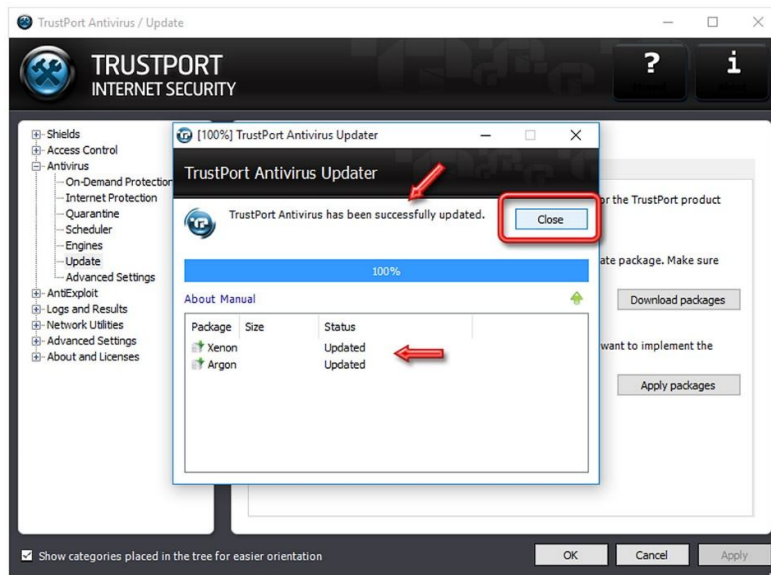 TrustPort Antivirus / Update
TRUSTPORT
INTERNET SECURITY
?
i
Shields
Access Control
Antivirus
On-Demand Protection
Internet Protection
Quarantine
Scheduler
Engines
Update
Advanced Settings
AntiExploit
Logs and Results
Network Utilities
Advanced Settings
About and Licenses
[100%] TrustPort Antivirus Updater
TrustPort Antivirus Updater
TrustPort Antivirus has been successfully updated.
Close
100%
About Manual
Package Size Status
Xenon Updated
Argon Updated
the TrustPort product
package. Make sure
Download packages
want to implement the
Apply packages
Show categories placed in the tree for easier orientation
OK
Cancel
Apply